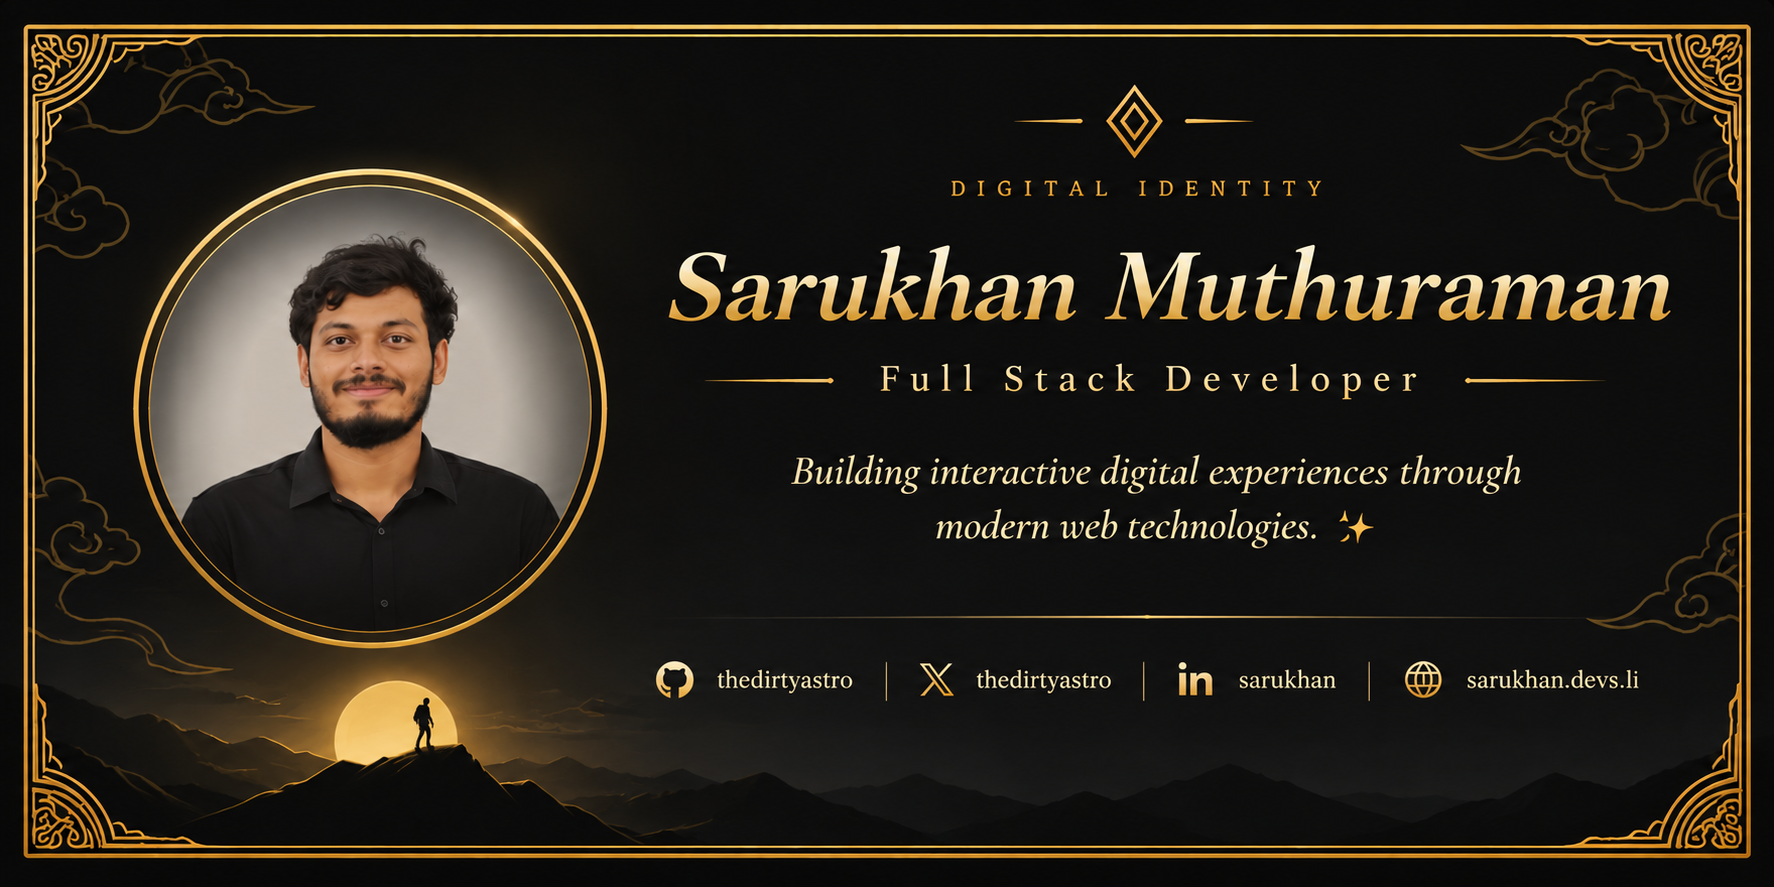 DIGITAL IDENTITY
Sarukhan Muthuraman
Full Stack Developer
Building interactive digital experiences through
modern web technologies.
thedirtyastro
thedirtyastro
in sarukhan
sarukhan.devs.li